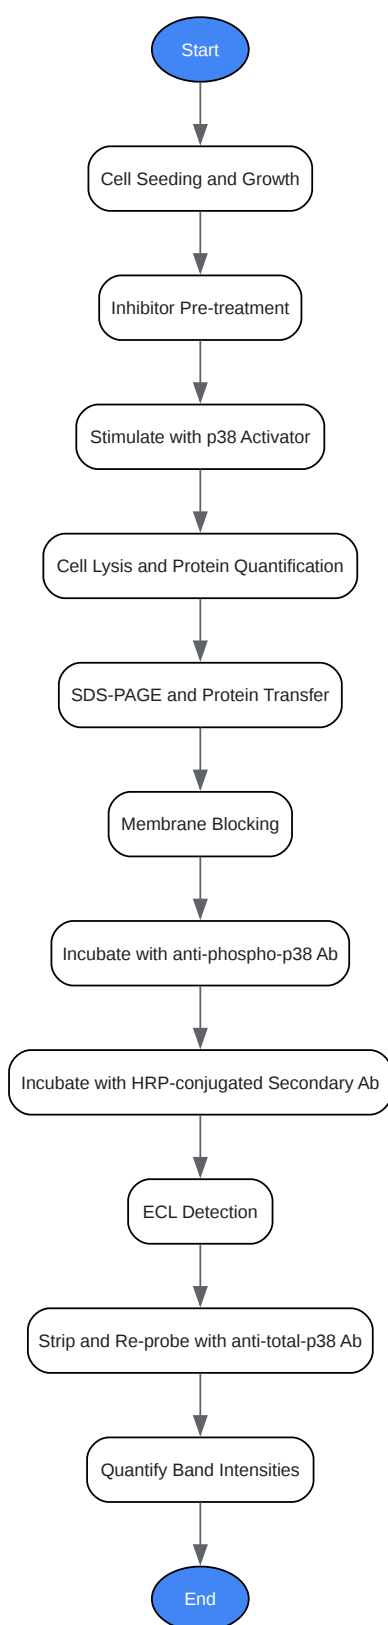 Start
Cell Seeding and Growth
Inhibitor Pre-treatment
Stimulate with p38 Activator
Cell Lysis and Protein Quantification
SDS-PAGE and Protein Transfer
Membrane Blocking
Incubate with anti-phospho-p38 Ab
Incubate with HRP-conjugated Secondary Ab
ECL Detection
Strip and Re-probe with anti-total-p38 Ab
Quantify Band Intensities
End